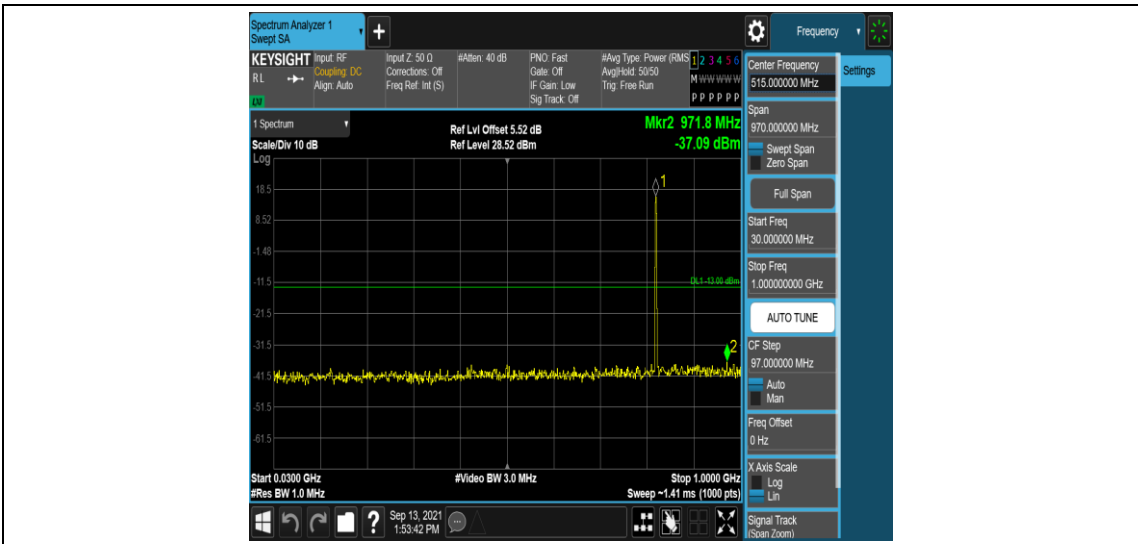 Spectrum Analyzer 1
Swept SA
+
Frequency
KEYSIGHT
RL
LXI
Input: RF
Coupling: DC
Align: Auto
Input Z: 50 Ω
Corrections: Off
Freq Ref: Int (S)
#Atten: 40 dB
PNO: Fast
Gate: Off
IF Gain: Low
Sig Track: Off
#Avg Type: Power (RMS
Avg|Hold: 50/50
Trig: Free Run
1 2 3 4 5 6
M W W W W W
P P P P P P
1 Spectrum
Scale/Div 10 dB
Log
Ref Lvl Offset 5.52 dB
Ref Level 28.52 dBm
Mkr2 971.8 MHz
-37.09 dBm
18.5
8.52
-1.48
-11.5
-21.5
-31.5
-41.5
-51.5
-61.5
1
DL1 -13.00 dBm
2
Start 0.0300 GHz
#Res BW 1.0 MHz
#Video BW 3.0 MHz
Stop 1.0000 GHz
Sweep ~1.41 ms (1000 pts)
?
Sep 13, 2021
1:53:42 PM
Center Frequency
515.000000 MHz
Settings
Span
970.000000 MHz
Swept Span
Zero Span
Full Span
Start Freq
30.000000 MHz
Stop Freq
1.000000000 GHz
AUTO TUNE
CF Step
97.000000 MHz
Auto
Man
Freq Offset
0 Hz
X Axis Scale
Log
Lin
Signal Track
(Span Zoom)